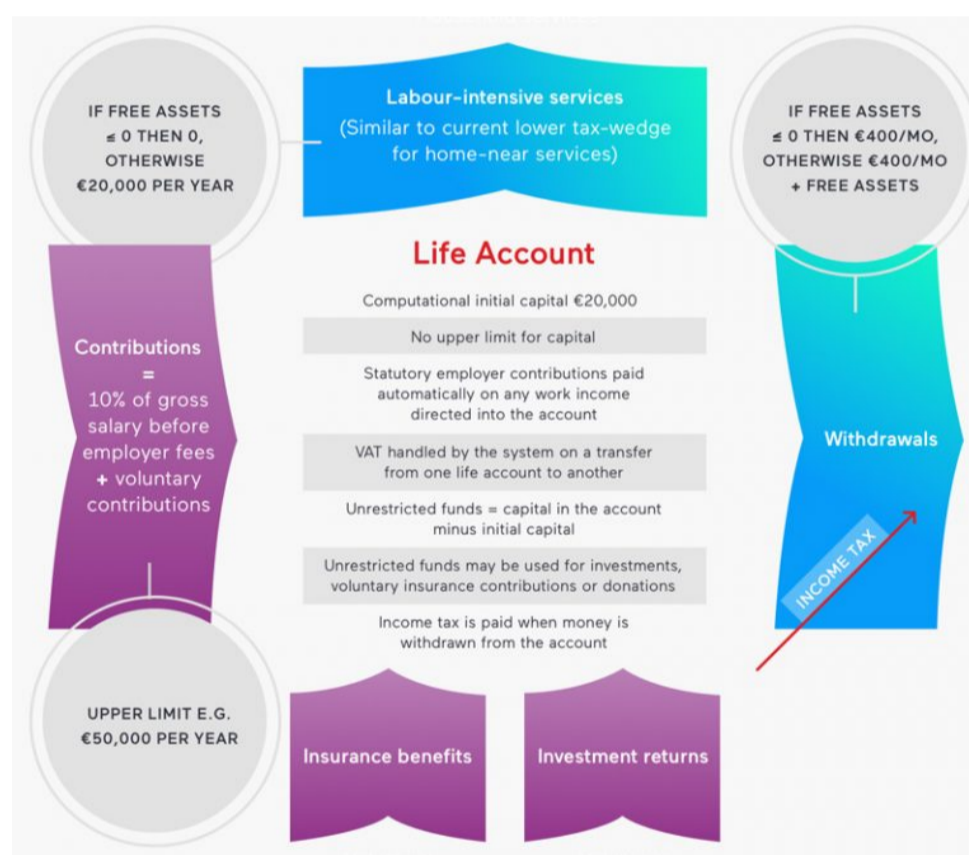 IF FREE ASSETS
≤ 0 THEN 0,
OTHERWISE
€20,000 PER YEAR
Labour-intensive services
(Similar to current lower tax-wedge
for home-near services)
IF FREE ASSETS
≤ 0 THEN €400/MO,
OTHERWISE €400/MO
+ FREE ASSETS
Life Account
Computational initial capital €20,000
No upper limit for capital
Statutory employer contributions paid
automatically on any work income
directed into the account
VAT handled by the system on a transfer
from one life account to another
Unrestricted funds = capital in the account
minus initial capital
Unrestricted funds may be used for investments,
voluntary insurance contributions or donations
Income tax is paid when money is
withdrawn from the account
Contributions
=
10% of gross
salary before
employer fees
+ voluntary
contributions
Withdrawals
INCOME TAX
UPPER LIMIT E.G.
€50,000 PER YEAR
Insurance benefits
Investment returns